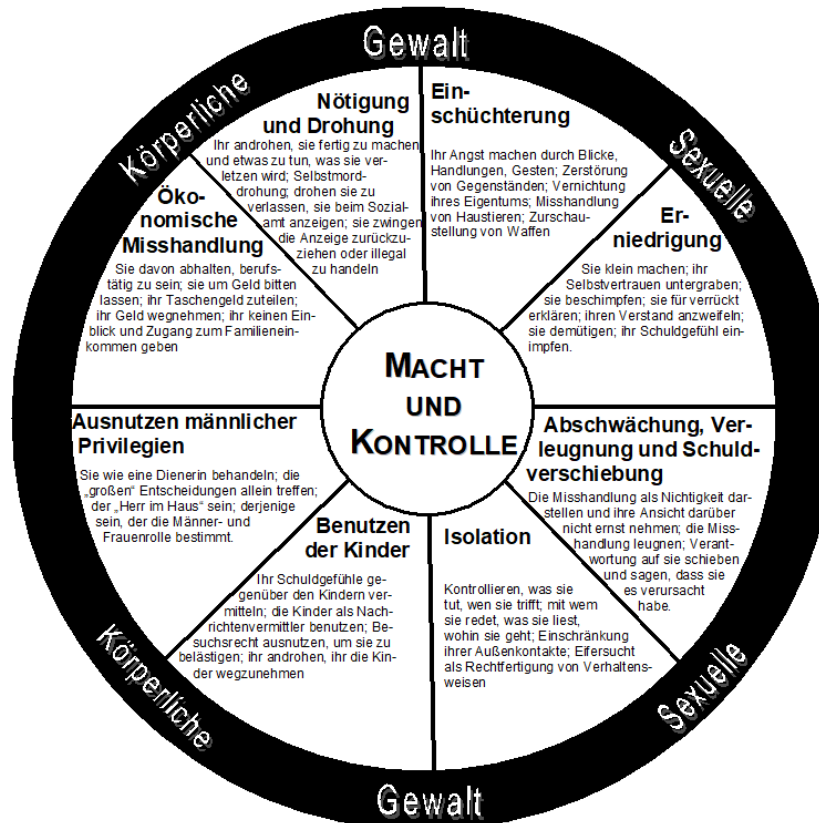 Gewalt
Körperliche
Sexuelle
Nötigung
und Drohung
Ihr androhen, sie fertig zu machen
und etwas zu tun, was sie ver-
letzen wird; Selbstmord-
drohung; drohen sie zu
verlassen, sie beim Sozial-
amt anzeigen; sie zwingen
die Anzeige zurückzu-
ziehen oder illegal
zu handeln
Ein-
schüchterung
Ihr Angst machen durch Blicke,
Handlungen, Gesten; Zerstörung
von Gegenständen; Vernichtung
ihres Eigentums; Misshandlung
von Haustieren; Zurschau-
stellung von Waffen
Er-
niedrigung
Sie klein machen; ihr
Selbstvertrauen untergraben;
sie beschimpfen; sie für verrückt
erklären; ihren Verstand anzweifeln;
sie demütigen; ihr Schuldgefühl ein-
impfen.
Öko-
nomische
Misshandlung
Sie davon abhalten, berufs-
tätig zu sein; sie um Geld bitten
lassen; ihr Taschengeld zuteilen;
ihr Geld wegnehmen; ihr keinen Ein-
blick und Zugang zum Familienein-
kommen geben
MACHT
UND
KONTROLLE
Ausnutzen männlicher
Privilegien
Sie wie eine Dienerin behandeln; die
„großen“ Entscheidungen allein treffen;
der „Herr im Haus“ sein; derjenige
sein, der die Männer- und
Frauenrolle bestimmt.
Abschwächung, Ver-
leugnung und Schuld-
verschiebung
Die Misshandlung als Nichtigkeit dar-
stellen und ihre Ansicht darüber
nicht ernst nehmen; die Miss-
handlung leugnen; Verant-
wortung auf sie schieben
und sagen, dass sie
es verursacht
habe.
Benutzen
der Kinder
Ihr Schuldgefühle ge-
genüber den Kindern ver-
mitteln; die Kinder als Nach-
richtenvermittler benutzen; Be-
suchsrecht ausnutzen, um sie zu
belästigen; ihr androhen, ihr die Kin-
der wegzunehmen
Isolation
Kontrollieren, was sie
tut, wen sie trifft; mit wem
sie redet, was sie liest,
wohin sie geht; Einschränkung
ihrer Außenkontakte; Eifersucht
als Rechtfertigung von Verhaltens-
weisen
Körperliche
Sexuelle
Gewalt